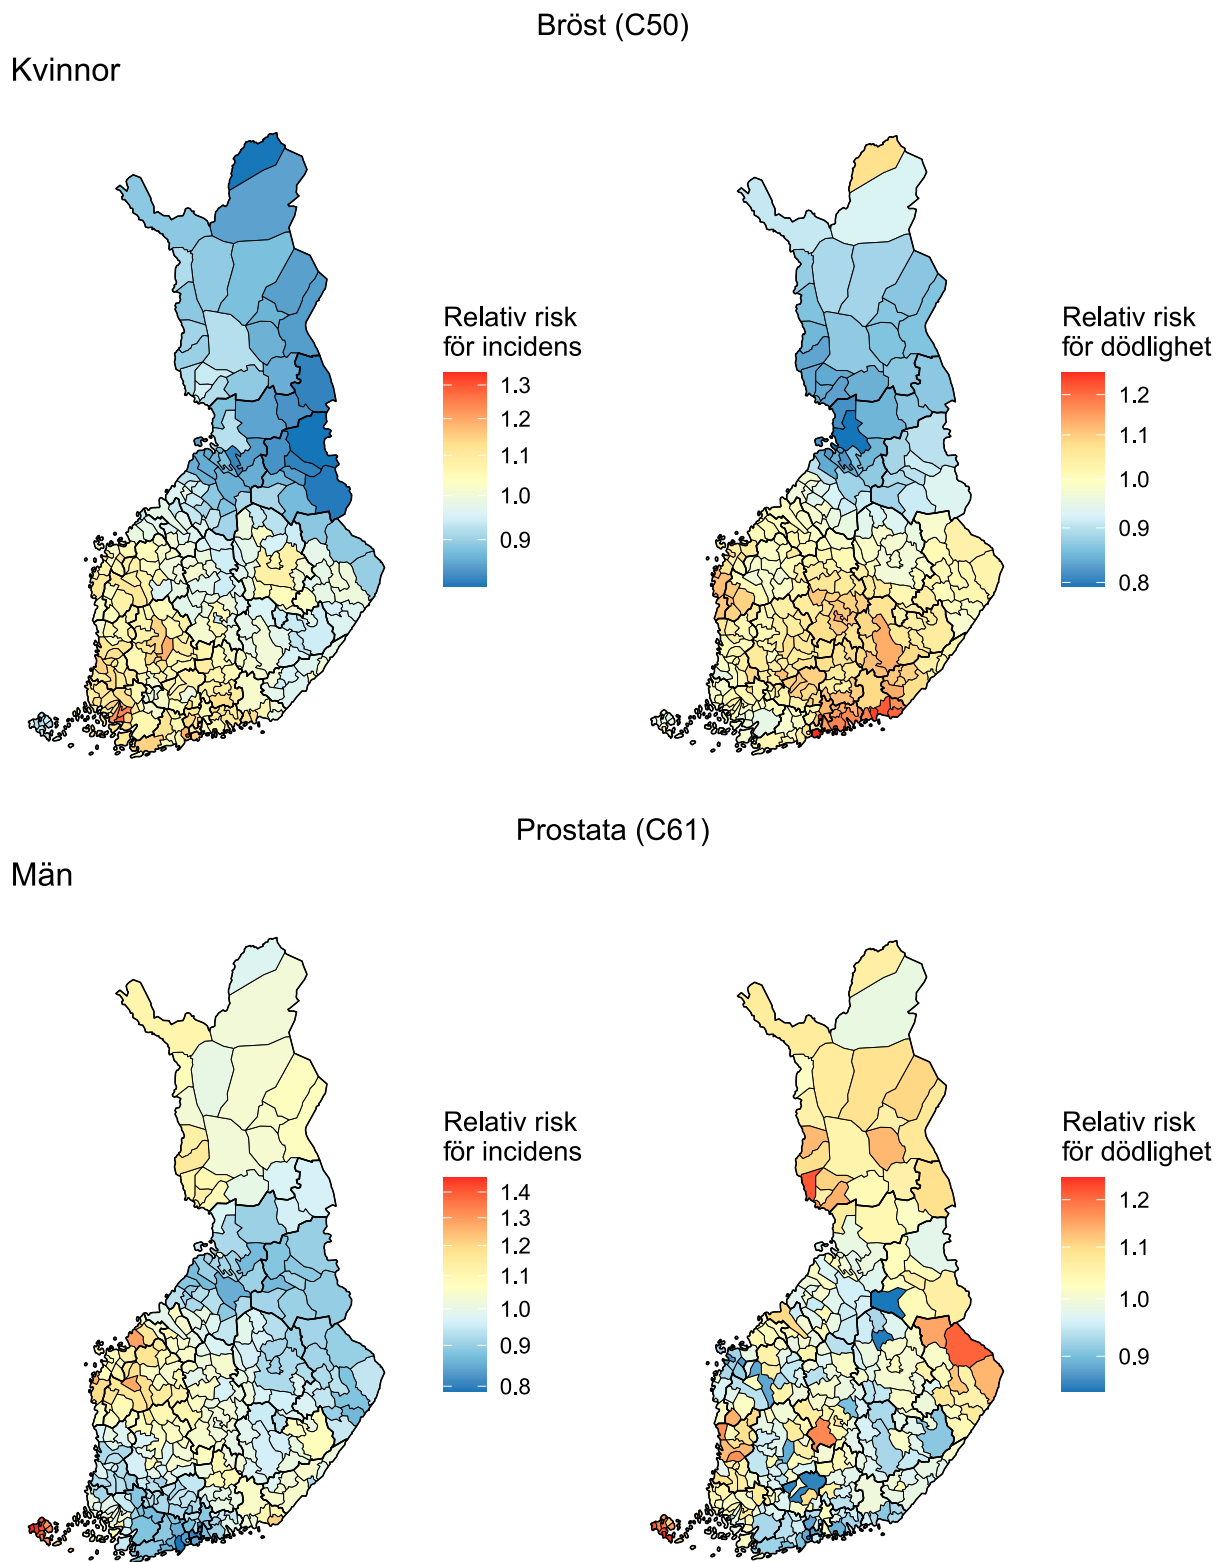 Bröst (C50)
Kvinnor
Relativ risk
för incidens
1.3
1.2
1.1
1.0
0.9
Relativ risk
för dödlighet
1.2
1.1
1.0
0.9
0.8
Prostata (C61)
Män
Relativ risk
för incidens
1.4
1.3
1.2
1.1
1.0
0.9
0.8
Relativ risk
för dödlighet
1.2
1.1
1.0
0.9